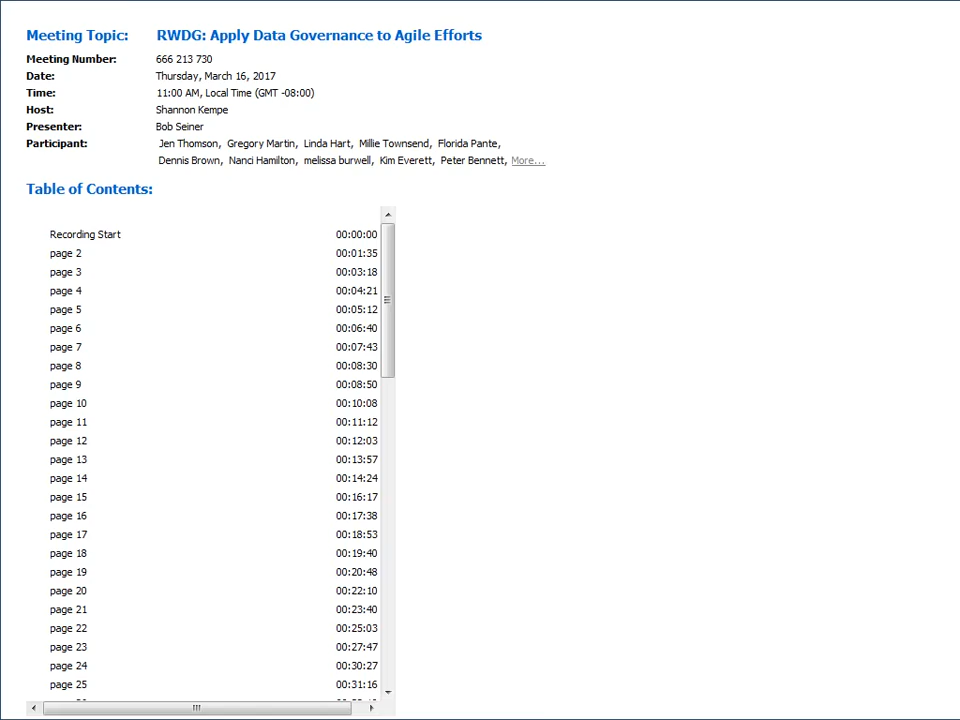 Meeting Topic: RWDG: Apply Data Governance to Agile Efforts
Meeting Number: 666 213 730
Date: Thursday, March 16, 2017
Time: 11:00 AM, Local Time (GMT -08:00)
Host: Shannon Kempe
Presenter: Bob Seiner
Participant: Jen Thomson, Gregory Martin, Linda Hart, Millie Townsend, Florida Pante,
Dennis Brown, Nanci Hamilton, melissa burwell, Kim Everett, Peter Bennett, More...
Table of Contents:
Recording Start 00:00:00
page 2 00:01:35
page 3 00:03:18
page 4 00:04:21
page 5 00:05:12
page 6 00:06:40
page 7 00:07:43
page 8 00:08:30
page 9 00:08:50
page 10 00:10:08
page 11 00:11:12
page 12 00:12:03
page 13 00:13:57
page 14 00:14:24
page 15 00:16:17
page 16 00:17:38
page 17 00:18:53
page 18 00:19:40
page 19 00:20:48
page 20 00:22:10
page 21 00:23:40
page 22 00:25:03
page 23 00:27:47
page 24 00:30:27
page 25 00:31:16